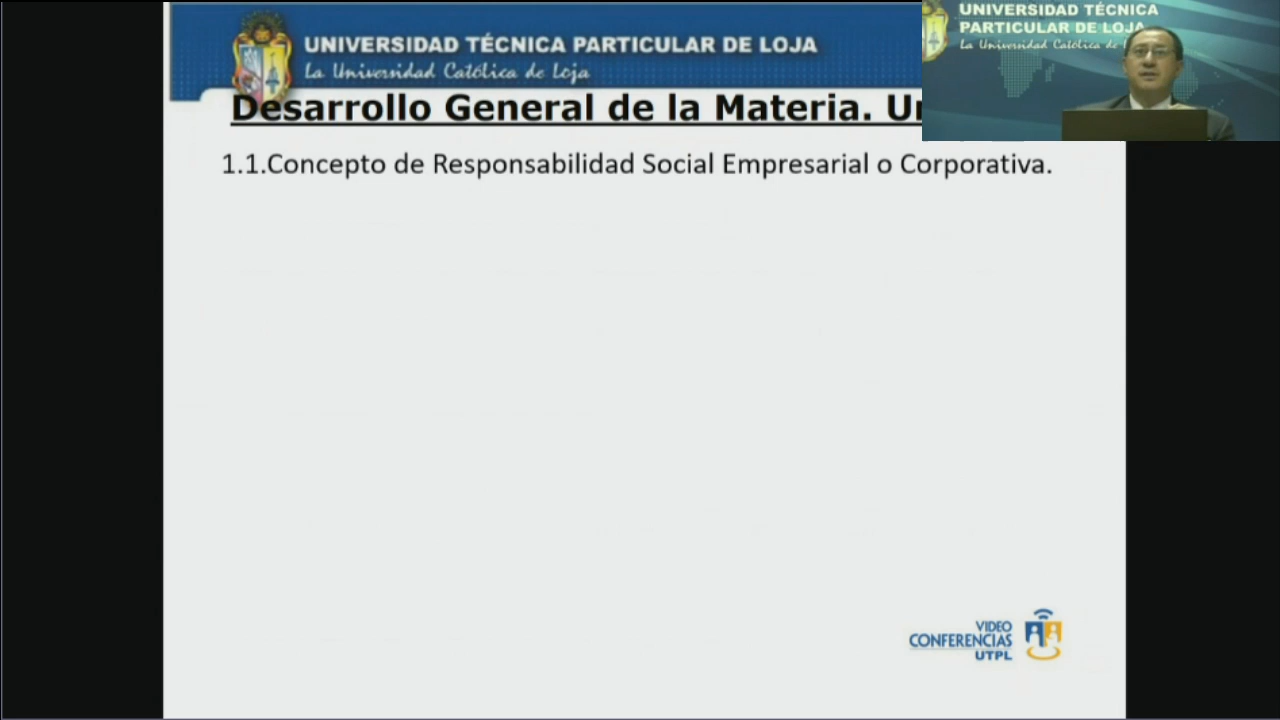 UNIVERSIDAD TÉCNICA PARTICULAR DE LOJA
La Universidad Católica de Loja
Desarrollo General de la Materia.
1.1.Concepto de Responsabilidad Social Empresarial o Corporativa.
UNIVERSIDAD TÉCNICA
PARTICULAR DE LOJA
La Universidad Católica de
VIDEO
CONFERENCIAS
UTPL